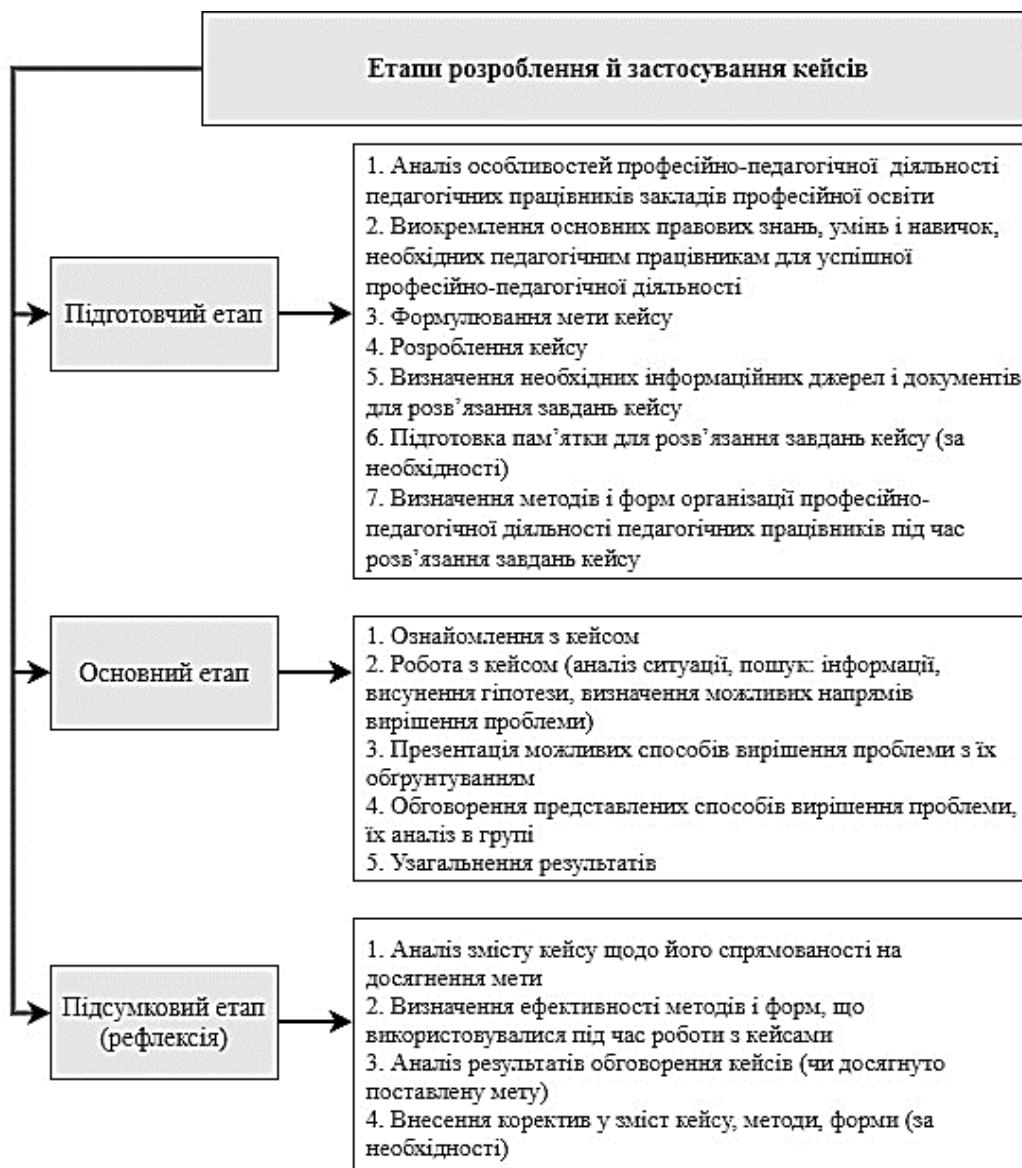 Етапи розроблення й застосування кейсів
Підготовчий етап
1. Аналіз особливостей професійно-педагогічної діяльності
педагогічних працівників закладів професійної освіти
2. Виокремлення основних правових знань, умінь і навичок,
необхідних педагогічним працівникам для успішної
професійно-педагогічної діяльності
3. Формулювання мети кейсу
4. Розроблення кейсу
5. Визначення необхідних інформаційних джерел і документів
для розв’язання завдань кейсу
6. Підготовка пам’ятки для розв’язання завдань кейсу (за
необхідності)
7. Визначення методів і форм організації професійно-
педагогічної діяльності педагогічних працівників під час
розв’язання завдань кейсу
Основний етап
1. Ознайомлення з кейсом
2. Робота з кейсом (аналіз ситуації, пошук: інформації,
висунення гіпотези, визначення можливих напрямів
вирішення проблеми)
3. Презентація можливих способів вирішення проблеми з їх
обґрунтуванням
4. Обговорення представлених способів вирішення проблеми,
їх аналіз в групі
5. Узагальнення результатів
Підсумковий етап
(рефлексія)
1. Аналіз змісту кейсу щодо його спрямованості на
досягнення мети
2. Визначення ефективності методів і форм, що
використовувалися під час роботи з кейсами
3. Аналіз результатів обговорення кейсів (чи досягнуто
поставлену мету)
4. Внесення коректив у зміст кейсу, методи, форми (за
необхідності)